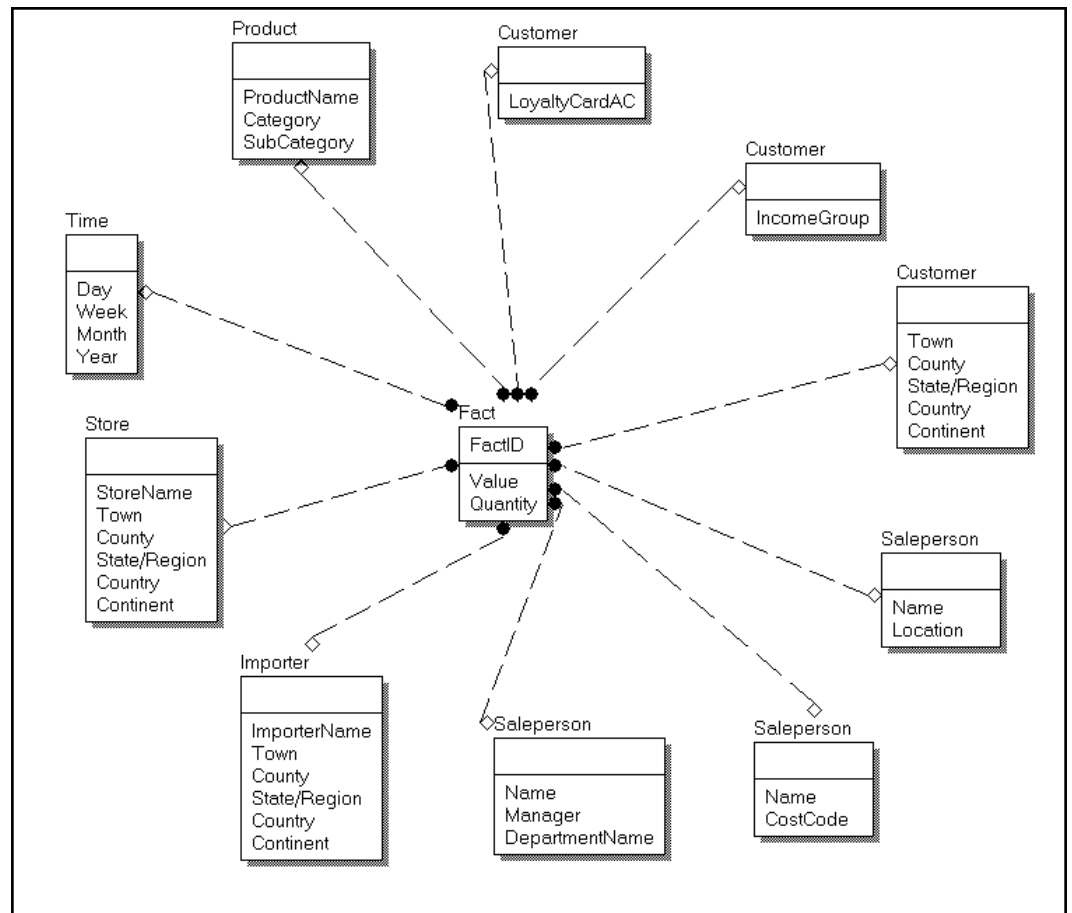 Product
ProductName
Category
SubCategory
Customer
LoyaltyCardAC
Customer
IncomeGroup
Time
Day
Week
Month
Year
Customer
Town
County
State/Region
Country
Continent
Fact
FactID
Value
Quantity
Store
StoreName
Town
County
State/Region
Country
Continent
Saleperson
Name
Location
Importer
ImporterName
Town
County
State/Region
Country
Continent
Saleperson
Name
Manager
DepartmentName
Saleperson
Name
CostCode